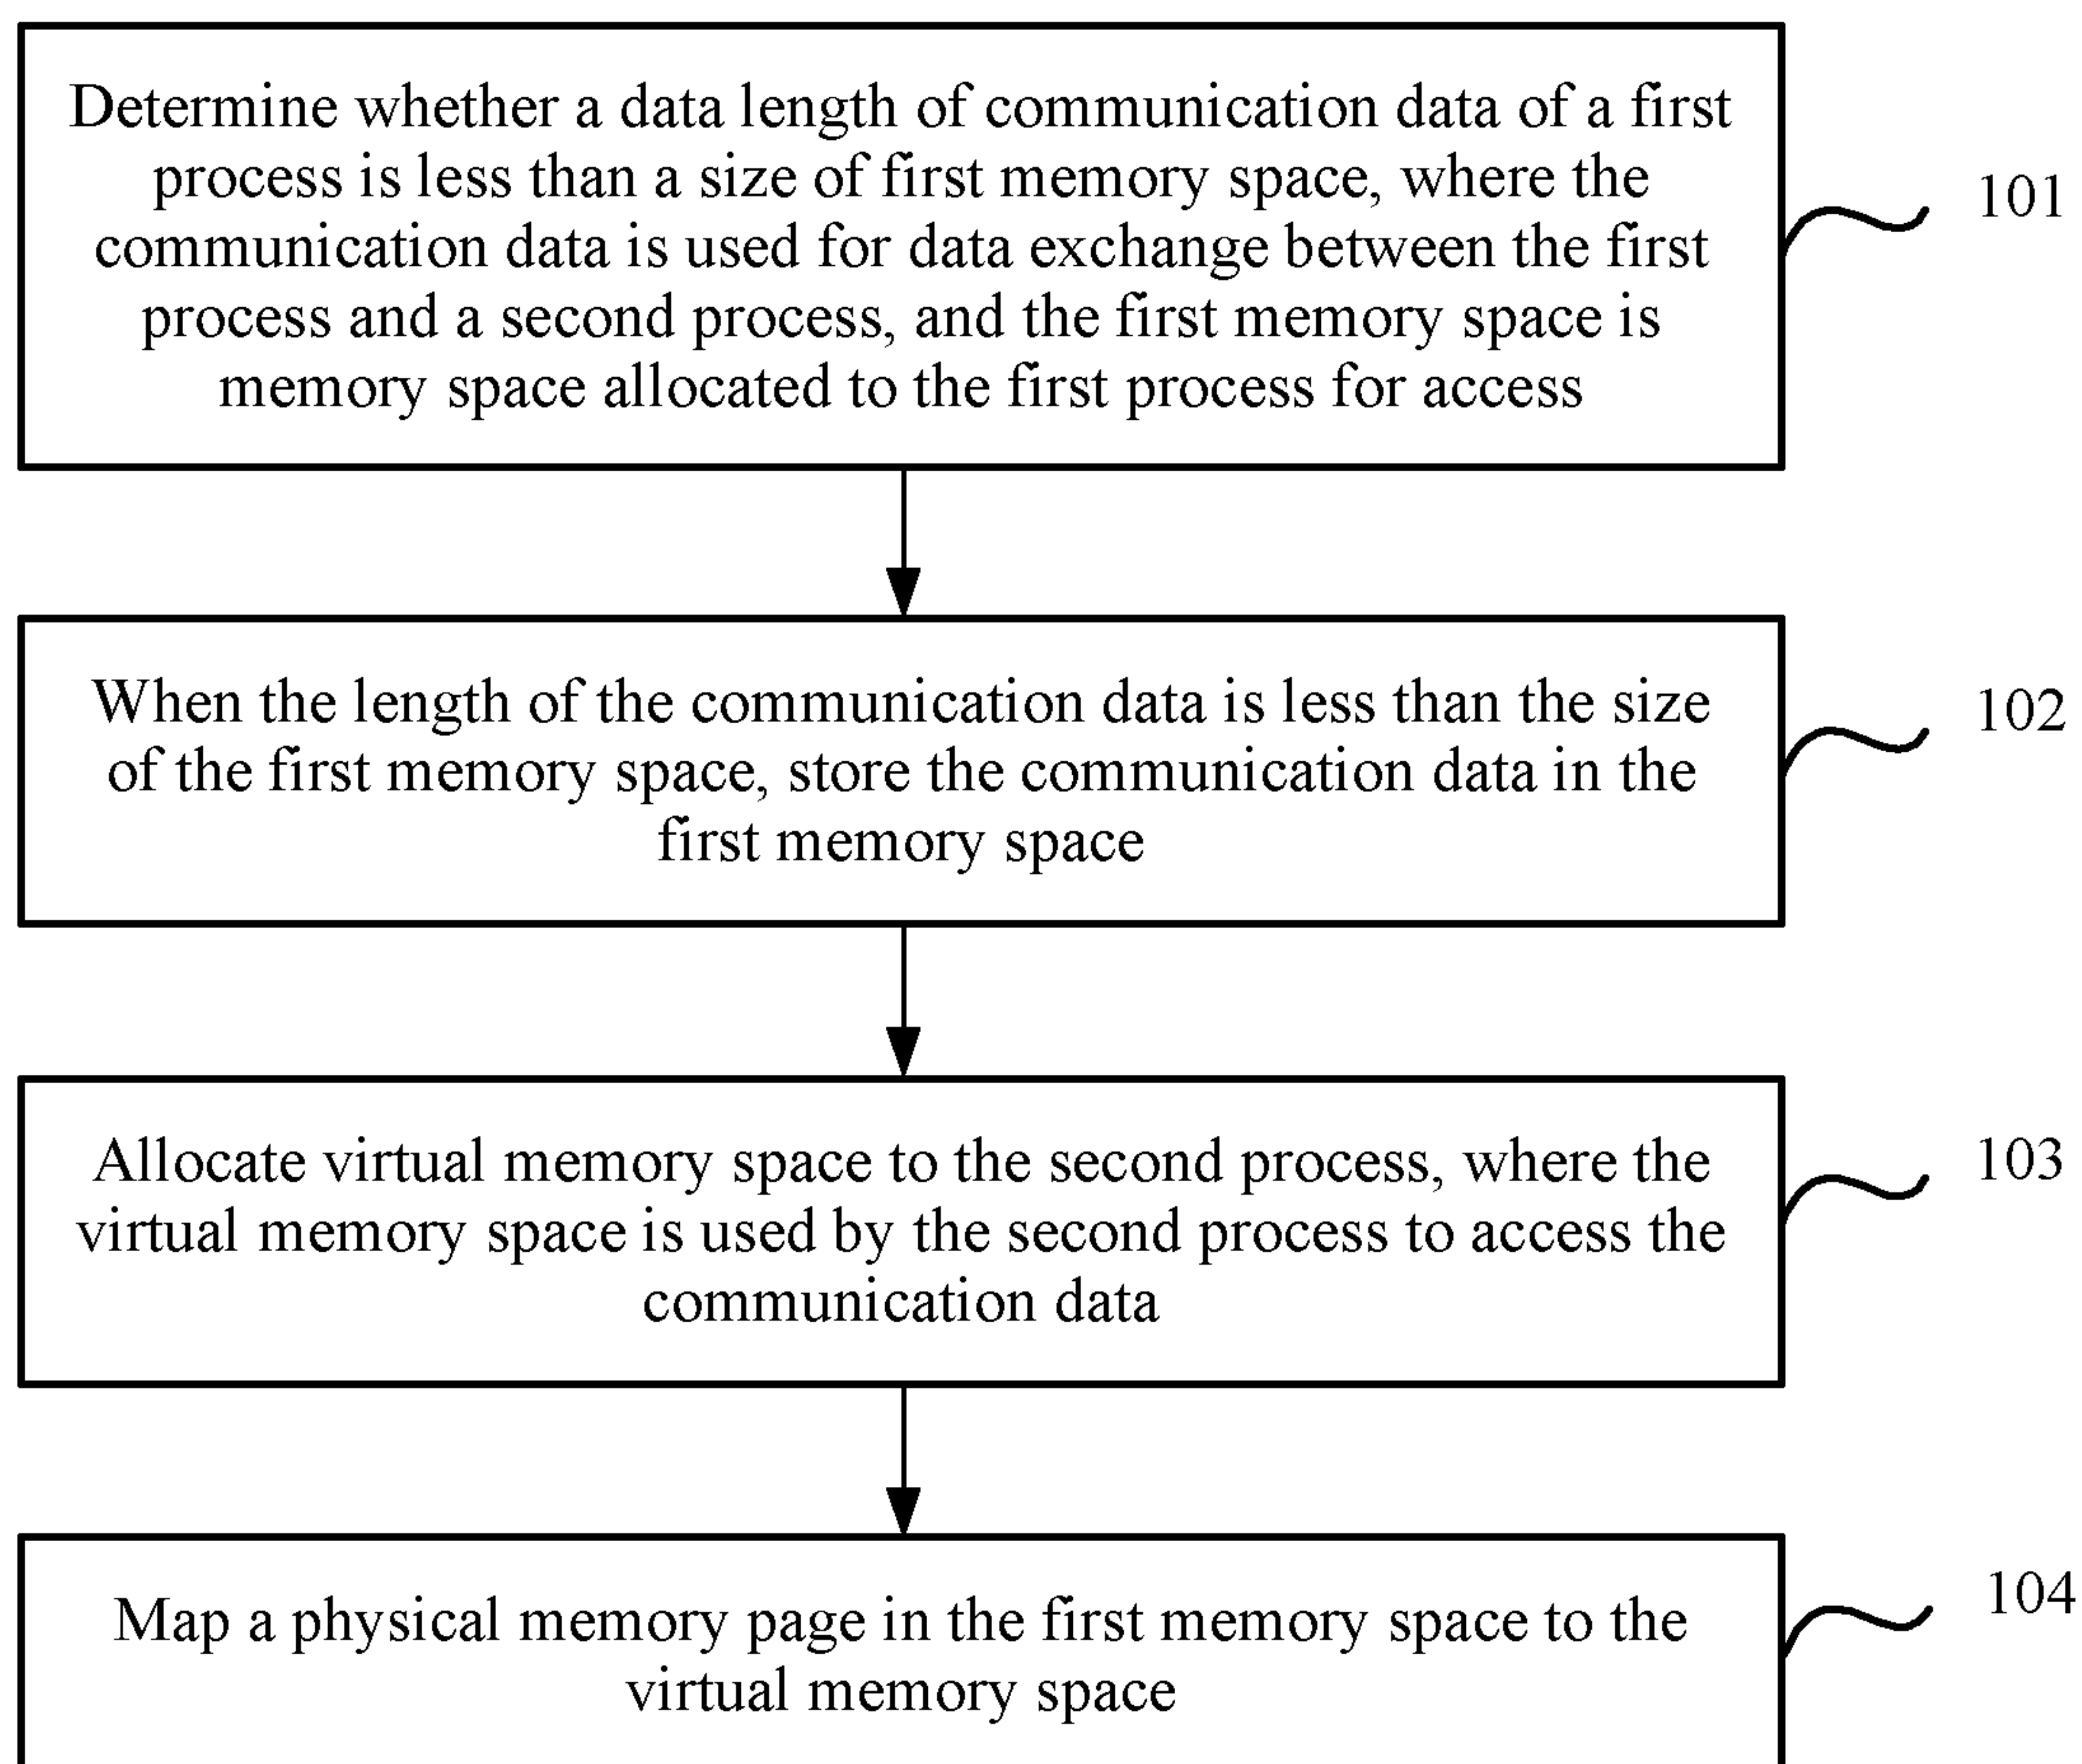 Determine whether a data length of communication data of a first
process is less than a size of first memory space, where the
communication data is used for data exchange between the first
process and a second process, and the first memory space is
memory space allocated to the first process for access
101
When the length of the communication data is less than the size
of the first memory space, store the communication data in the
first memory space
102
Allocate virtual memory space to the second process, where the
virtual memory space is used by the second process to access the
communication data
103
Map a physical memory page in the first memory space to the
virtual memory space
104